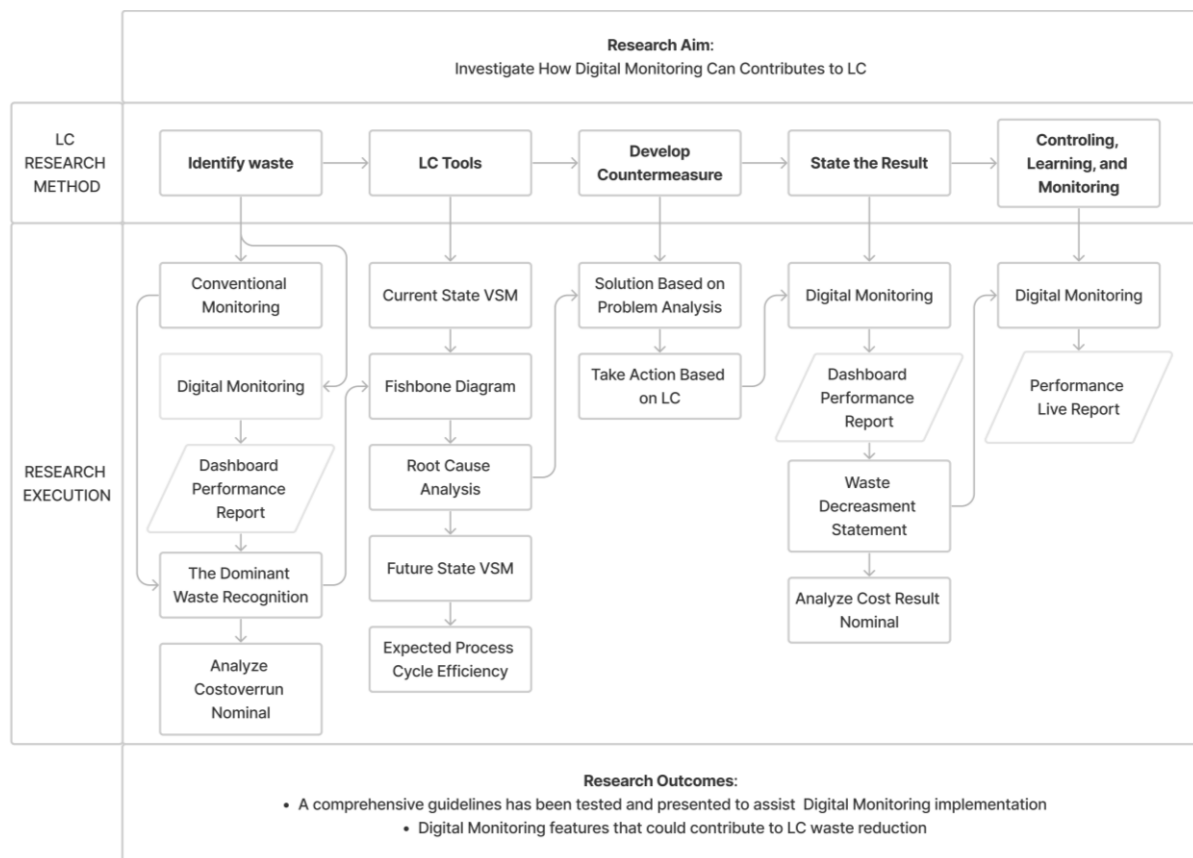 Research Aim:
Investigate How Digital Monitoring Can Contributes to LC
LC
RESEARCH
METHOD
Identify waste
LC Tools
Develop
Countermeasure
State the Result
Controling,
Learning, and
Monitoring
RESEARCH
EXECUTION
Conventional
Monitoring
Digital Monitoring
Dashboard
Performance
Report
The Dominant
Waste Recognition
Analyze
Costoverrun
Nominal
Current State VSM
Fishbone Diagram
Root Cause
Analysis
Future State VSM
Expected Process
Cycle Efficiency
Solution Based on
Problem Analysis
Take Action Based
on LC
Digital Monitoring
Dashboard
Performance
Report
Waste
Decreasment
Statement
Analyze Cost Result
Nominal
Digital Monitoring
Performance
Live Report
Research Outcomes:
• A comprehensive guidelines has been tested and presented to assist Digital Monitoring implementation
• Digital Monitoring features that could contribute to LC waste reduction